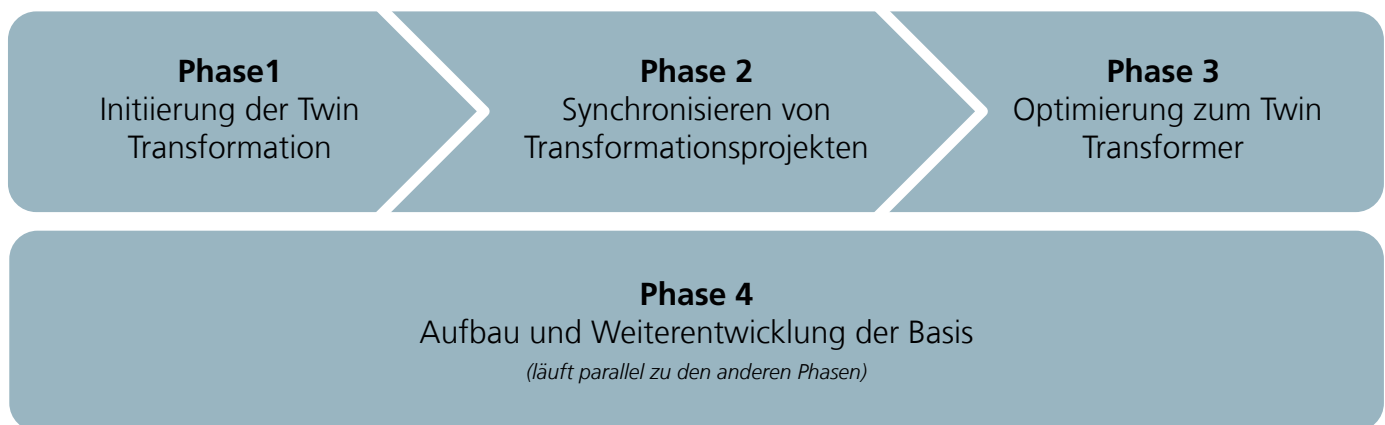 Phase1
Initiierung der Twin
Transformation
Phase 2
Synchronisieren von
Transformationsprojekten
Phase 3
Optimierung zum Twin
Transformer
Phase 4
Aufbau und Weiterentwicklung der Basis
(läuft parallel zu den anderen Phasen)